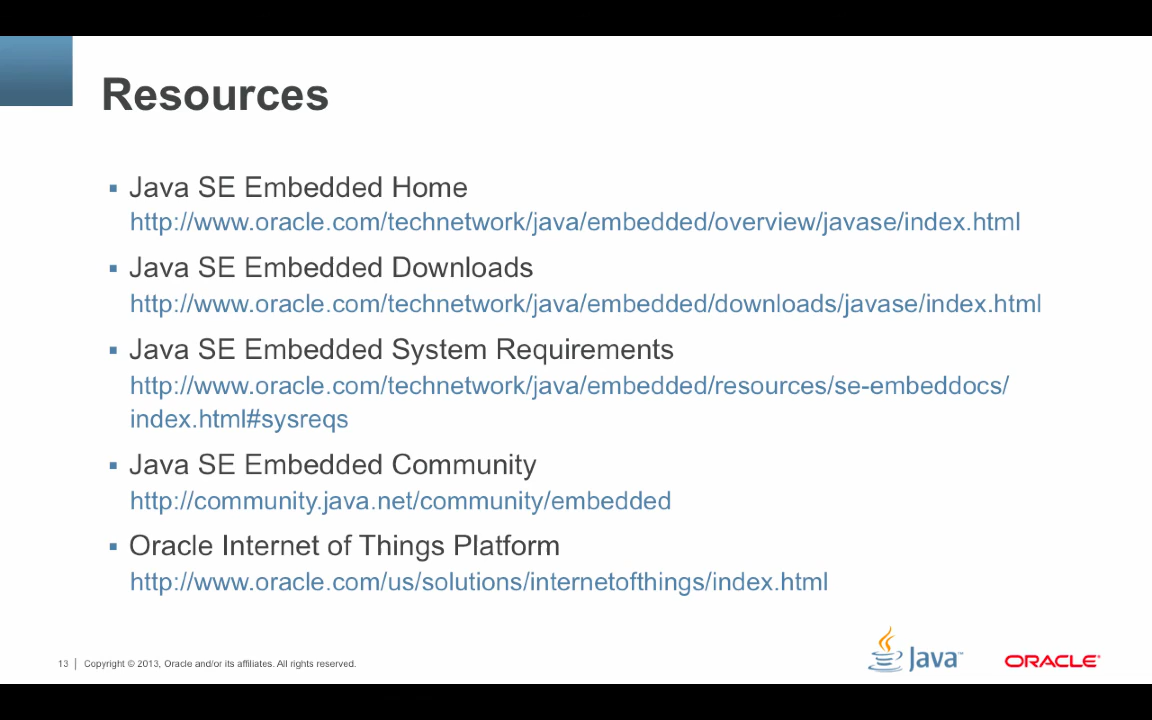 Resources
▪ Java SE Embedded Home
http://www.oracle.com/technetwork/java/embedded/overview/javase/index.html
▪ Java SE Embedded Downloads
http://www.oracle.com/technetwork/java/embedded/downloads/javase/index.html
▪ Java SE Embedded System Requirements
http://www.oracle.com/technetwork/java/embedded/resources/se-embeddocs/
index.html#sysreqs
▪ Java SE Embedded Community
http://community.java.net/community/embedded
▪ Oracle Internet of Things Platform
http://www.oracle.com/us/solutions/internetofthings/index.html
13 | Copyright © 2013, Oracle and/or its affiliates. All rights reserved.
Java™
ORACLE®